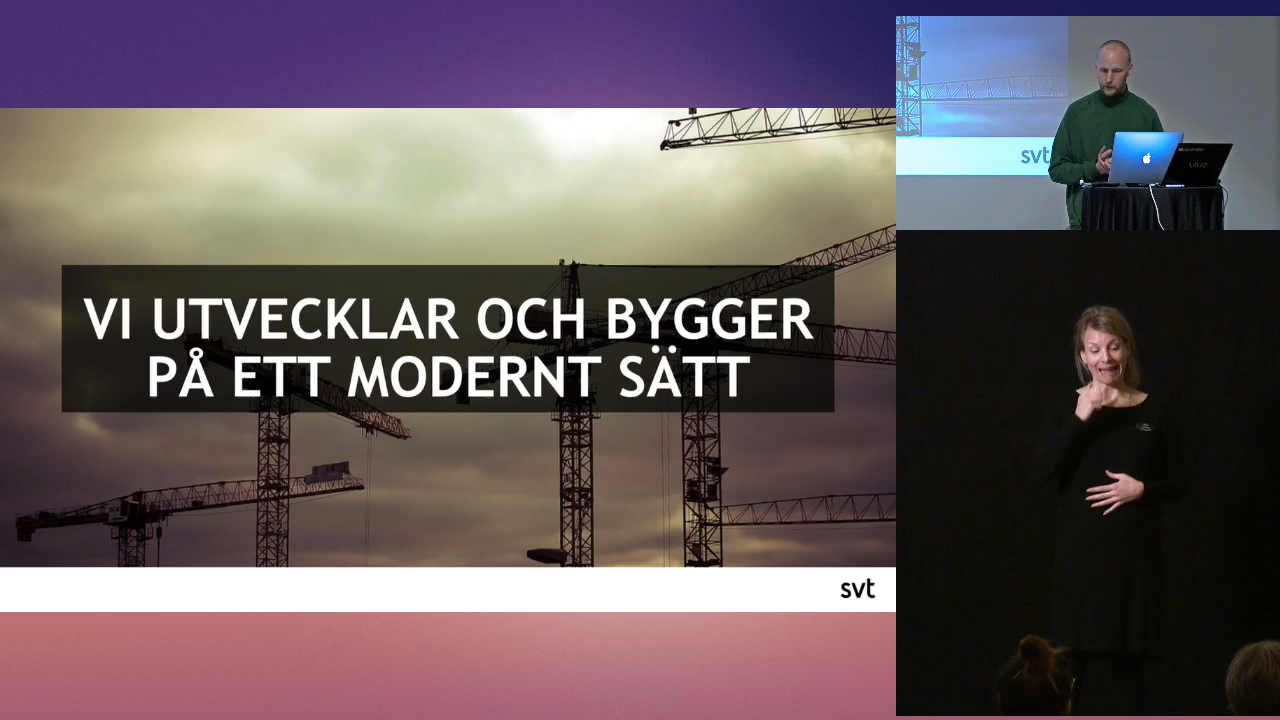 VI UTVECKLAR OCH BYGGER
PÅ ETT MODERNT SÄTT
svt
svt
VAIO